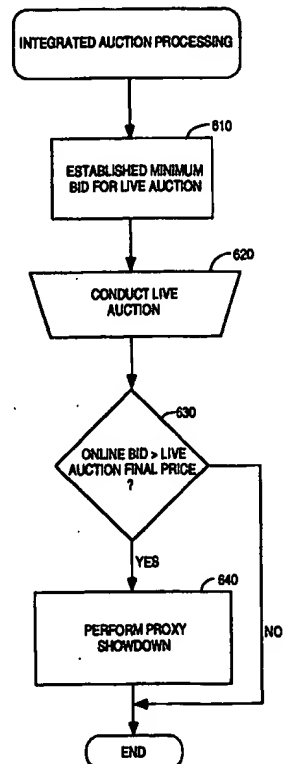 INTEGRATED AUCTION PROCESSING
610
ESTABLISHED MINIMUM
BID FOR LIVE AUCTION
620
CONDUCT LIVE
AUCTION
630
ONLINE BID > LIVE
AUCTION FINAL PRICE
?
YES
640
PERFORM PROXY
SHOWDOWN
NO
END